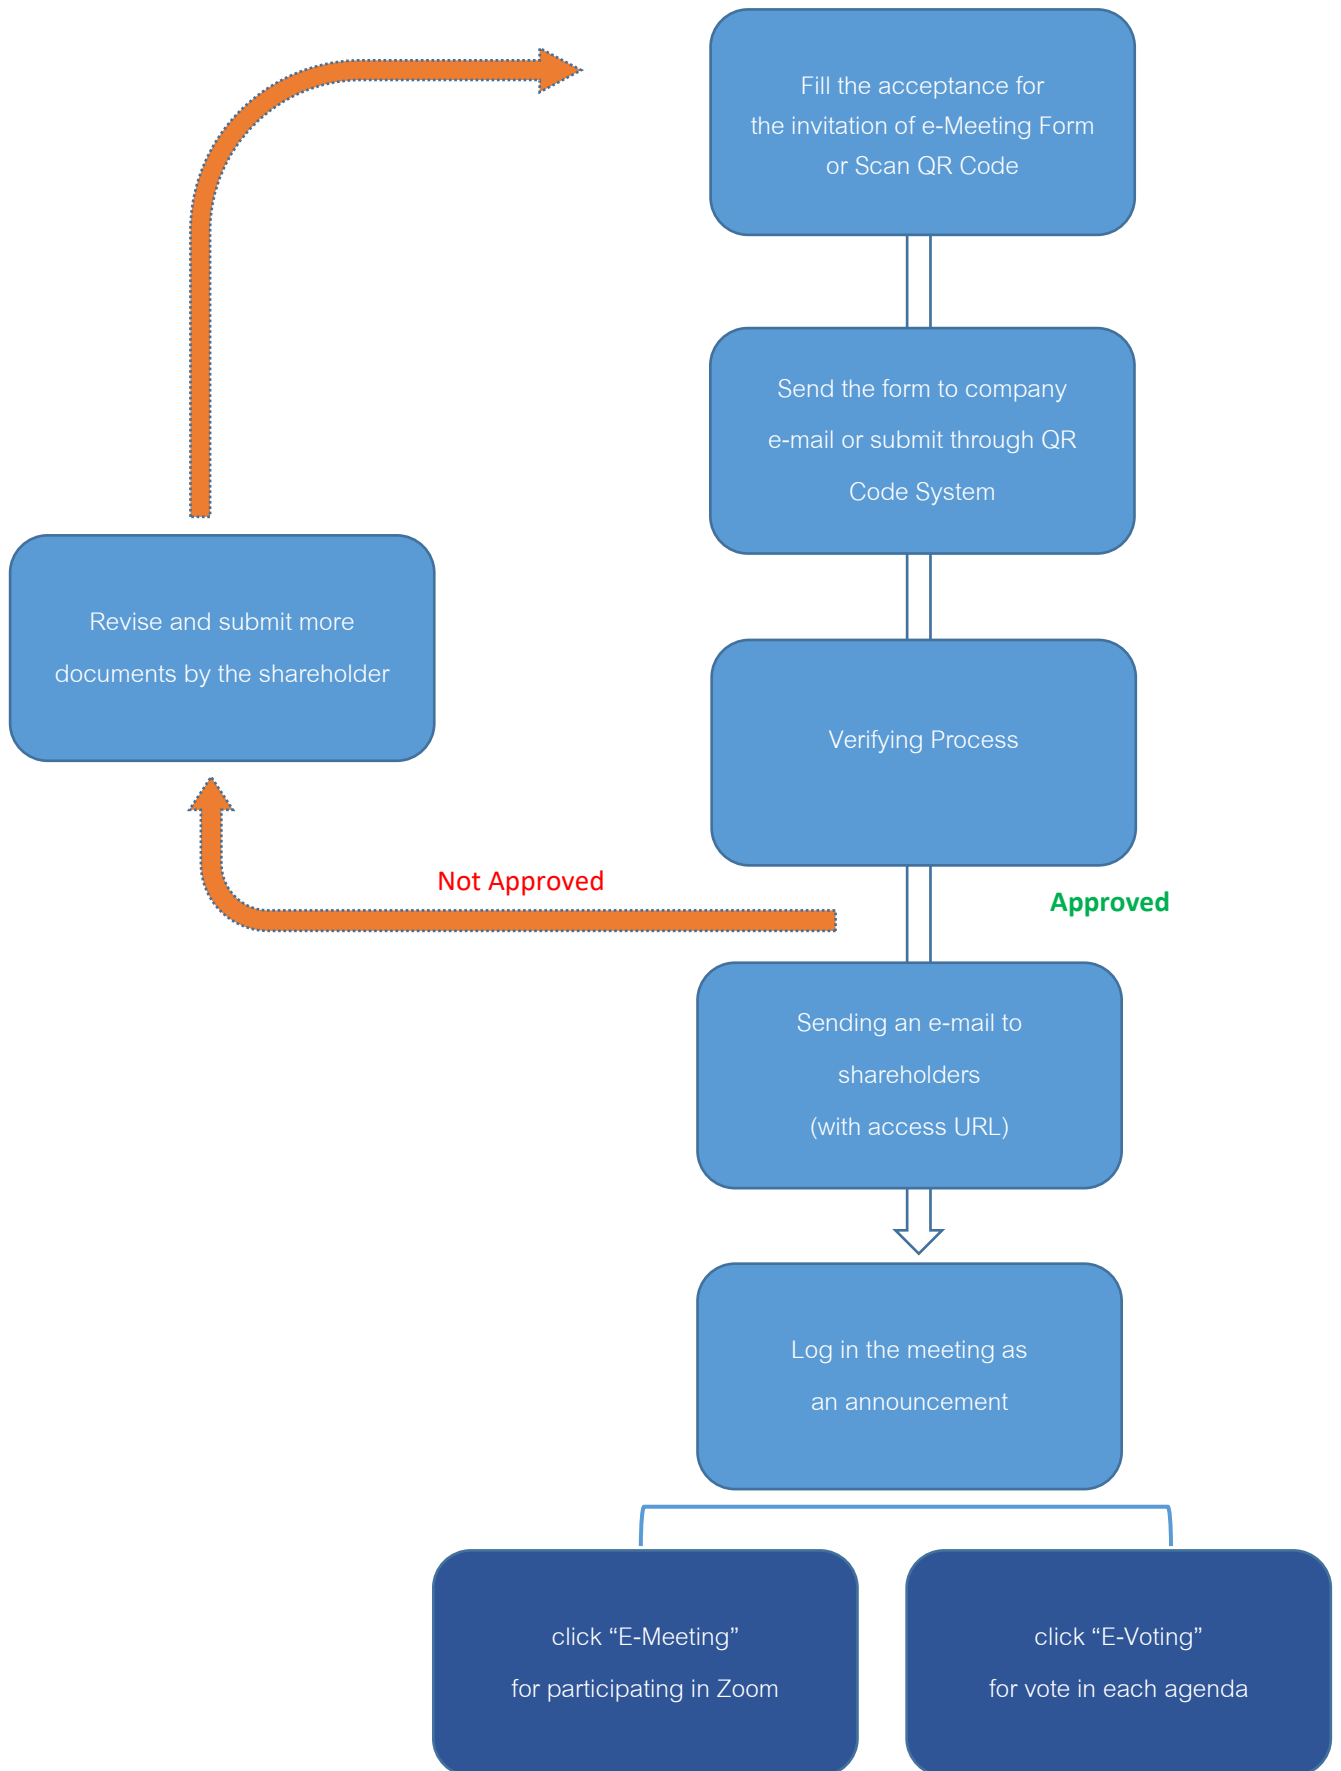 Fill the acceptance for
the invitation of e-Meeting Form
or Scan QR Code
Send the form to company
e-mail or submit through QR
Code System
Revise and submit more
documents by the shareholder
Verifying Process
Not Approved
Approved
Sending an e-mail to
shareholders
(with access URL)
Log in the meeting as
an announcement
click “E-Meeting”
for participating in Zoom
click “E-Voting”
for vote in each agenda